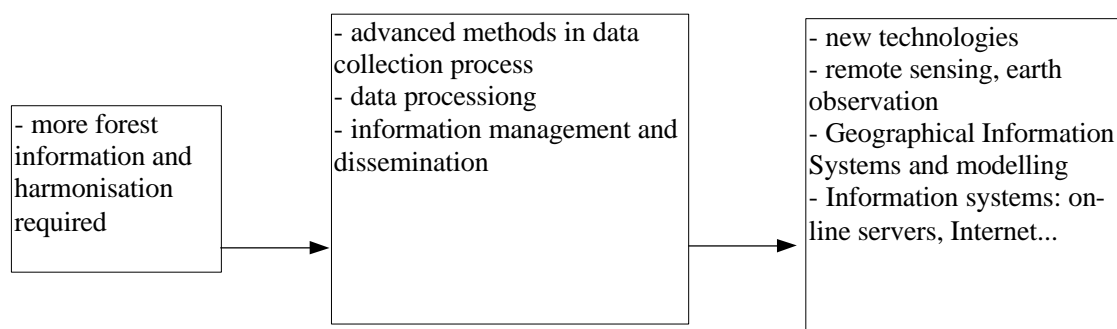 - more forest
information and
harmonisation
required
- advanced methods in data
collection process
- data processiong
- information management and
dissemination
- new technologies
- remote sensing, earth
observation
- Geographical Information
Systems and modelling
- Information systems: on-
line servers, Internet...